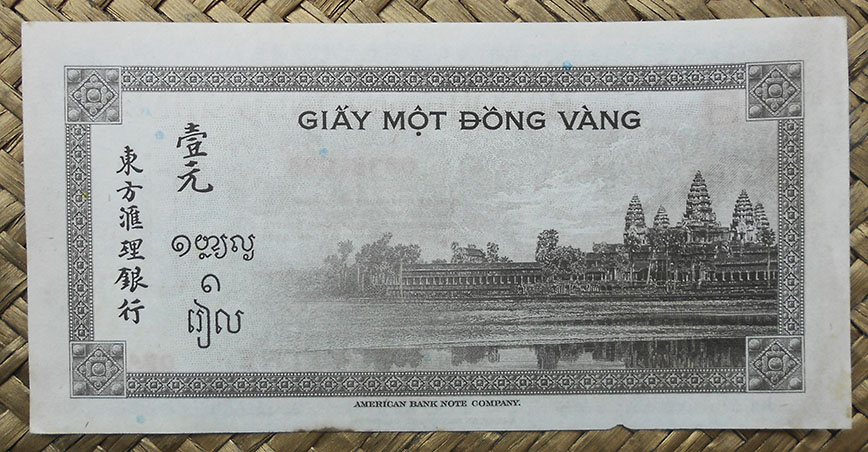 GIẤY MỘT ĐỒNG VÀNG
壹元
東方滙理銀行
១
រៀល
AMERICAN BANK NOTE COMPANY.